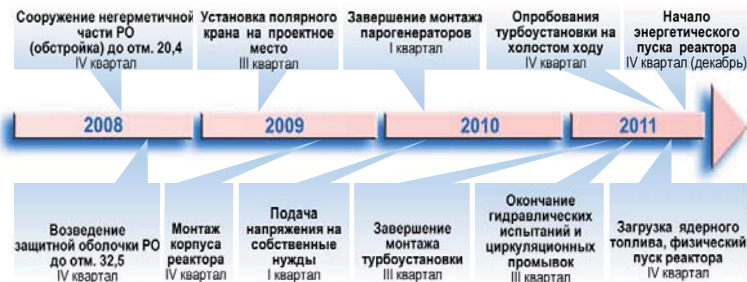 Сооружение негерметичной
части РО
(обстройка) до отм. 20,4
IV квартал
Установка полярного
крана на проектное
место
III квартал
Завершение монтажа
парогенераторов
I квартал
Опробования
турбоустановки на
холостом ходу
IV квартал
Начало
энергетического
пуска реактора
IV квартал (декабрь)
2008
2009
2010
2011
Возведение
защитной оболочки РО
до отм. 32,5
IV квартал
Монтаж
корпуса
реактора
IV квартал
Подача
напряжения на
собственные
нужды
I квартал
Завершение
монтажа
турбоустановки
III квартал
Окончание
гидравлических
испытаний и
циркуляционных
промывок
III квартал
Загрузка ядерного
топлива, физический
пуск реактора
IV квартал